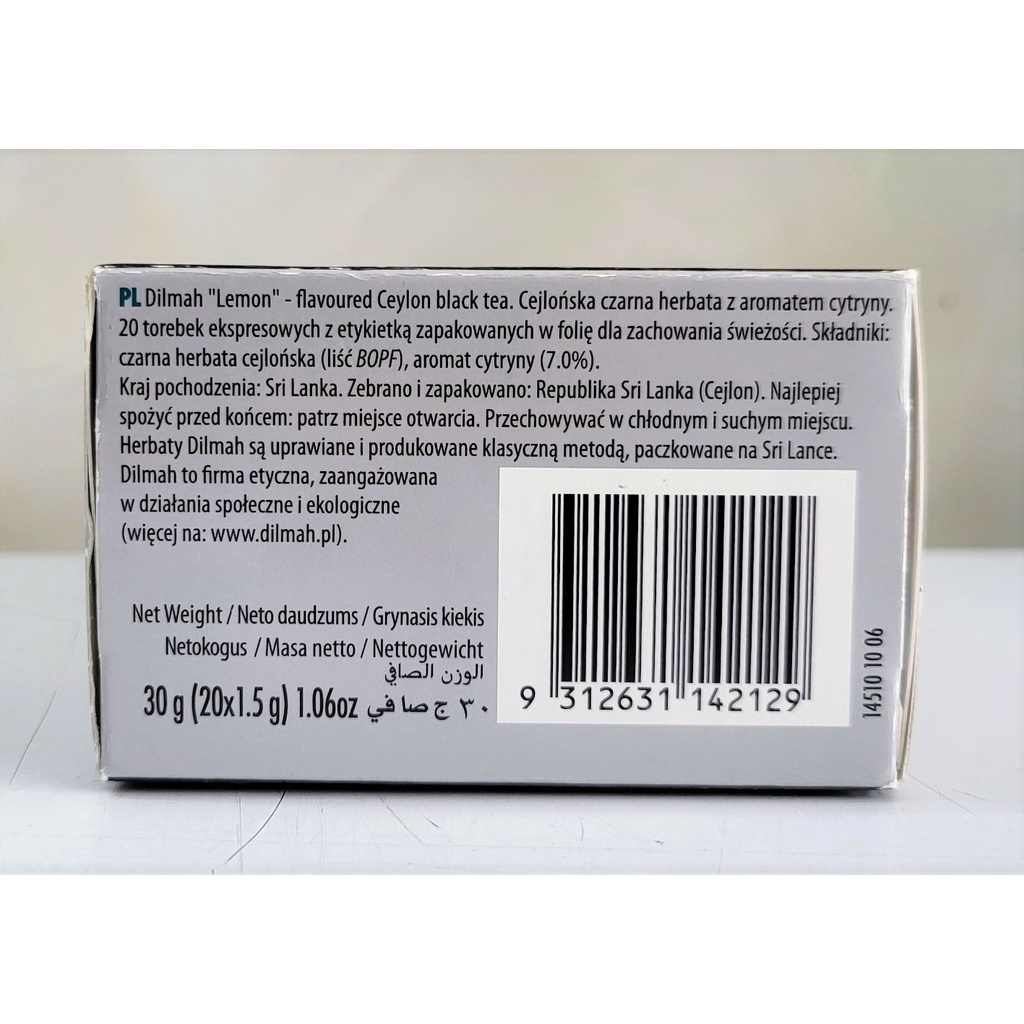 PL Dilmah "Lemon" - flavoured Ceylon black tea. Cejlońska czarna herbata z aromatem cytryny.
20 torebek ekspresowych z etykietką zapakowanych w folię dla zachowania świeżości. Składniki:
czarna herbata cejlońska (liść BOPF), aromat cytryny (7.0%).
Kraj pochodzenia: Sri Lanka. Zebrano i zapakowano: Republika Sri Lanka (Cejlon). Najlepiej
spożyć przed końcem: patrz miejsce otwarcia. Przechowywać w chłodnym i suchym miejscu.
Herbaty Dilmah są uprawiane i produkowane klasyczną metodą, paczkowane na Sri Lance.
Dilmah to firma etyczna, zaangażowana
w działania społeczne i ekologiczne
(więcej na: www.dilmah.pl).
Net Weight / Neto daudzums / Grynasis kiekis
Netokogus / Masa netto / Nettogewicht
الوزن الصافي
30 g (20x1.5 g) 1.06oz ٣٠ ج صافي
9 312631 142129
14510 10 06